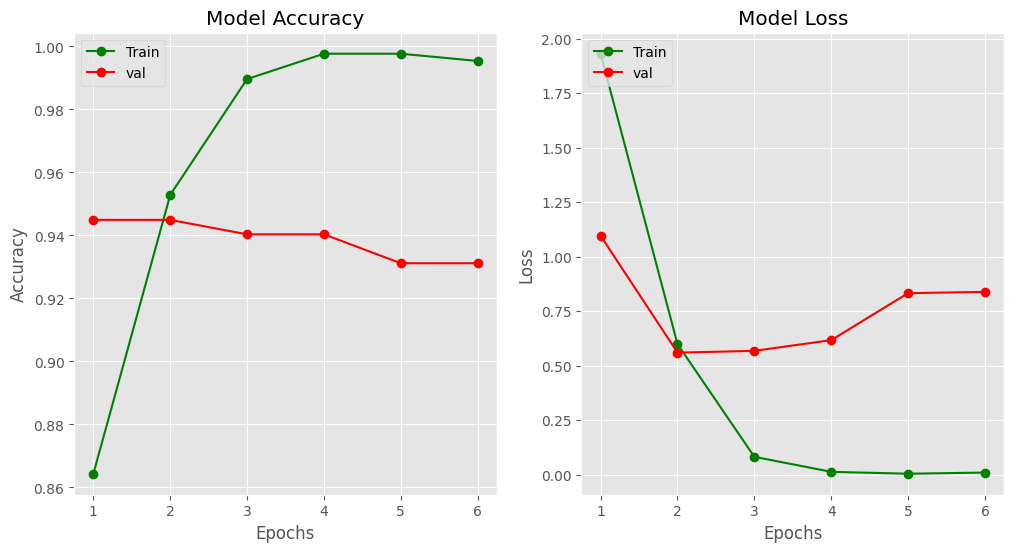 Model Accuracy
Train
val
1.00
0.98
0.96
0.94
0.92
0.90
0.88
0.86
Accuracy
1 2 3 4 5 6
Epochs
Model Loss
Train
val
2.00
1.75
1.50
1.25
1.00
0.75
0.50
0.25
0.00
Loss
1 2 3 4 5 6
Epochs